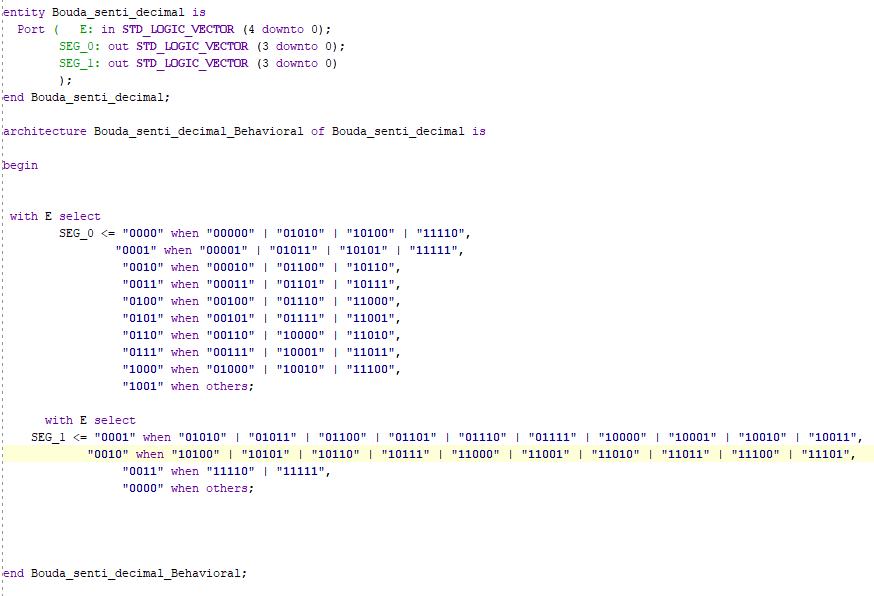 entity Bouda_senti_decimal is
Port ( E: in STD_LOGIC_VECTOR (4 downto 0);
SEG_0: out STD_LOGIC_VECTOR (3 downto 0);
SEG_1: out STD_LOGIC_VECTOR (3 downto 0)
);
end Bouda_senti_decimal;
architecture Bouda_senti_decimal_Behavioral of Bouda_senti_decimal is
begin
with E select
SEG_0 <= "0000" when "00000" | "01010" | "10100" | "11110",
"0001" when "00001" | "01011" | "10101" | "11111",
"0010" when "00010" | "01100" | "10110",
"0011" when "00011" | "01101" | "10111",
"0100" when "00100" | "01110" | "11000",
"0101" when "00101" | "01111" | "11001",
"0110" when "00110" | "10000" | "11010",
"0111" when "00111" | "10001" | "11011",
"1000" when "01000" | "10010" | "11100",
"1001" when others;
with E select
SEG_1 <= "0001" when "01010" | "01011" | "01100" | "01101" | "01110" | "01111" | "10000" | "10001" | "10010" | "10011",
"0010" when "10100" | "10101" | "10110" | "10111" | "11000" | "11001" | "11010" | "11011" | "11100" | "11101",
"0011" when "11110" | "11111",
"0000" when others;
end Bouda_senti_decimal_Behavioral;